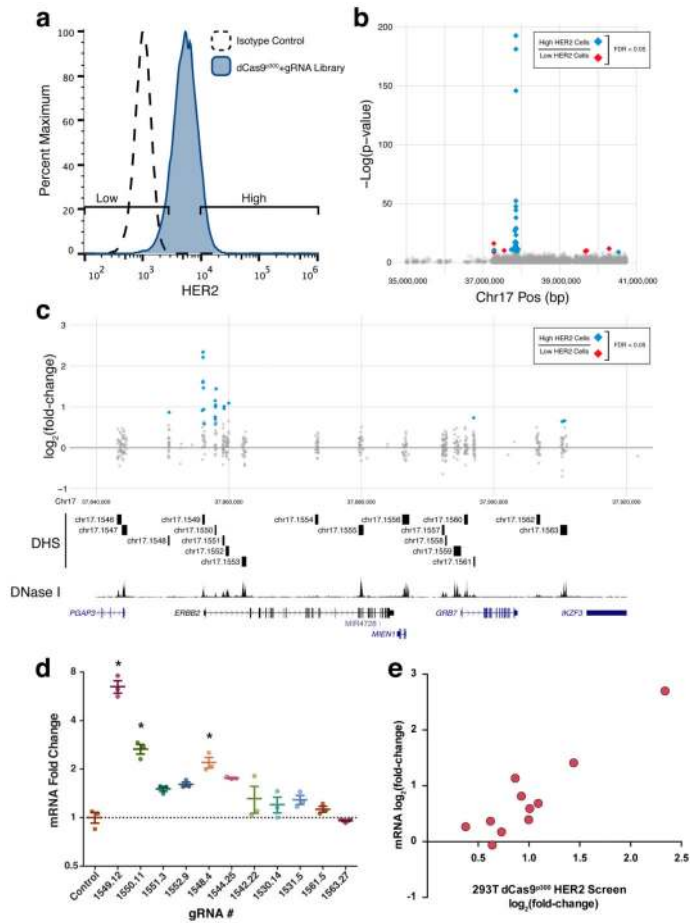 a
Percent Maximum
100
80
60
40
20
0
Low
High
10²
10³
10⁴
10⁵
10⁶
HER2
Isotype Control
dCas9ᵖ³⁰⁰+gRNA Library
b
-Log(p-value)
200
150
100
50
0
35,000,000
37,000,000
39,000,000
41,000,000
Chr17 Pos (bp)
High HER2 Cells
Low HER2 Cells
FDR < 0.05
c
log₂(fold-change)
3
2
1
0
-1
High HER2 Cells
Low HER2 Cells
FDR < 0.05
Chr17
37,840,000
37,860,000
DHS
chr17.1546
chr17.1549
chr17.1554
chr17.1556
chr17.1560
chr17.1562
chr17.1547
chr17.1550
chr17.1555
chr17.1557
chr17.1563
chr17.1548
chr17.1551
chr17.1558
chr17.1552
chr17.1559
chr17.1553
chr17.1561
DNase I
PGAP3
ERBB2
GRB7
IKZF3
MIR4728
MIEN1
d
mRNA Fold Change
8
4
2
1
0.5
*
*
*
Control
1549.12
1550.11
1551.3
1552.9
1548.4
1544.25
1542.22
1530.14
1531.5
1561.5
1563.27
gRNA #
e
mRNA log₂(fold-change)
3
2
1
0
0.5
1.0
1.5
2.0
2.5
293T dCas9ᵖ³⁰⁰ HER2 Screen
log₂(fold-change)